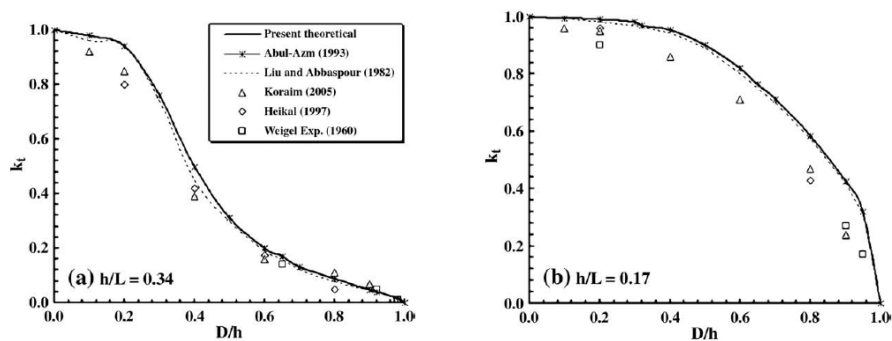 1.0
0.8
0.6
0.4
0.2
0.0
kt
Present theoretical
Abul-Azm (1993)
Liu and Abbaspour (1982)
Koraim (2005)
Heikal (1997)
Weigel Exp. (1960)
(a) h/L = 0.34
0.0 0.2 0.4 0.6 0.8 1.0
D/h
1.0
0.8
0.6
0.4
0.2
0.0
kt
(b) h/L = 0.17
0.0 0.2 0.4 0.6 0.8 1.0
D/h